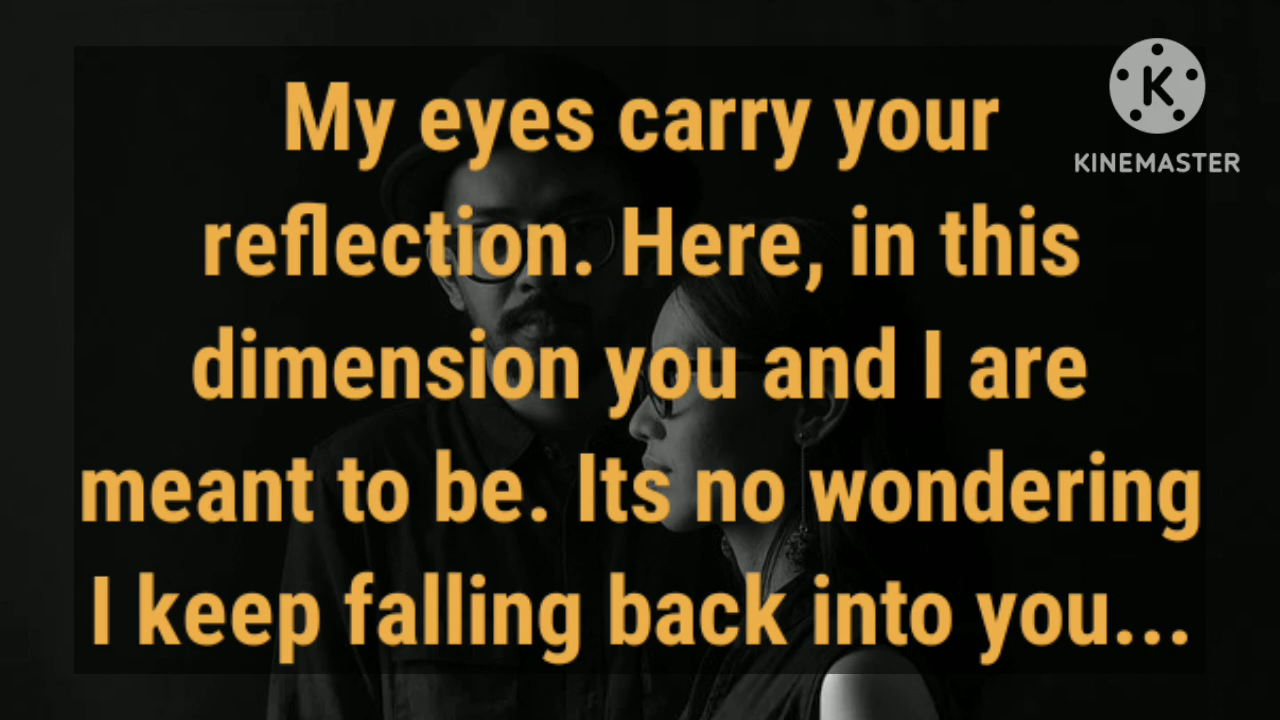 My eyes carry your
reflection. Here, in this
dimension you and I are
meant to be. Its no wondering
I keep falling back into you...
K
KINEMASTER